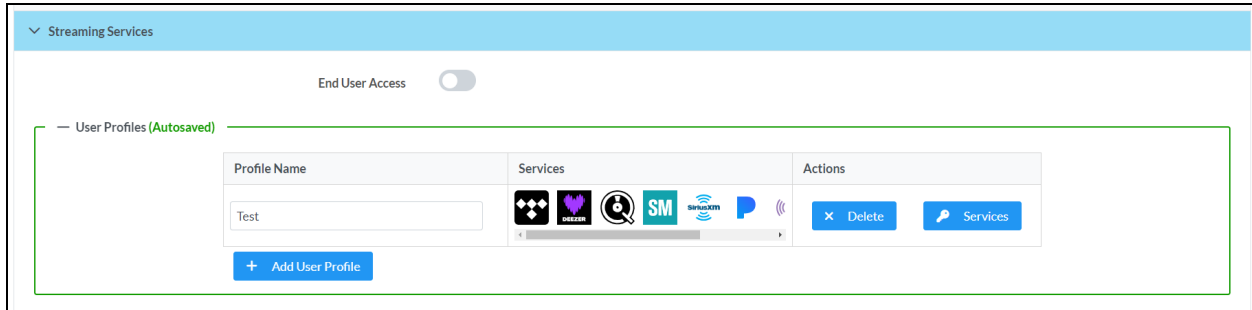 Streaming Services
End User Access
User Profiles (Autosaved)
Profile Name Services Actions
Test DEEZER SM SiriusXM Delete Services
Add User Profile